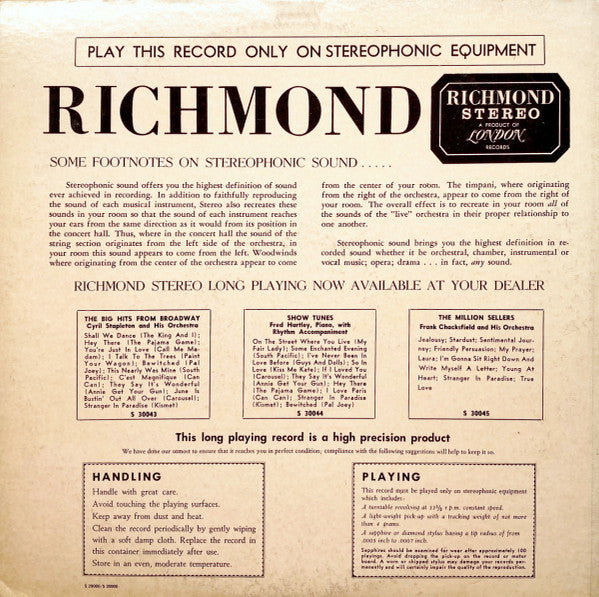 PLAY THIS RECORD ONLY ON STEREOPHONIC EQUIPMENT
RICHMOND
RICHMOND
STEREO
A PRODUCT OF
LONDON
RECORDS
SOME FOOTNOTES ON STEREOPHONIC SOUND . . . . .
Stereophonic sound offers you the highest definition of sound
ever achieved in recording. In addition to faithfully reproducing
the sound of each musical instrument, Stereo also recreates these
sounds in your room so that the sound of each instrument reaches
your ears from the same direction as it would from its position in
the concert hall. Thus, where in the concert hall the sound of the
string section originates from the left side of the orchestra, in
your room this sound appears to come from the left. Woodwinds
where originating from the center of the orchestra appear to come
from the center of your room. The timpani, where originating
from the right of the orchestra, appear to come from the right of
your room. The overall effect is to recreate in your room all of
the sounds of the "live" orchestra in their proper relationship to
one another.
Stereophonic sound brings you the highest definition in re-
corded sound whether it be orchestral, chamber, instrumental or
vocal music; opera; drama . . . in fact, any sound.
RICHMOND STEREO LONG PLAYING NOW AVAILABLE AT YOUR DEALER
THE BIG HITS FROM BROADWAY
Cyril Stapleton and His Orchestra
Shall We Dance (The King And I);
Hey There (The Pajama Game);
You're Just In Love (Call Me Ma-
dam); I Talk To The Trees (Paint
Your Wagon); Bewitched (Pal
Joey); This Nearly Was Mine (South
Pacific); C'est Magnifique (Can
Can); They Say It's Wonderful
(Annie Get Your Gun); June Is
Bustin' Out All Over (Carousel);
Stranger In Paradise (Kismet)
S 30043
SHOW TUNES
Fred Hartley, Piano, with
Rhythm Accompaniment
On The Street Where You Live (My
Fair Lady); Some Enchanted Evening
(South Pacific); I've Never Been In
Love Before (Guys And Dolls); So In
Love (Kiss Me Kate); If I Loved You
(Carousel); They Say It's Wonderful
(Annie Get Your Gun); Hey There
(The Pajama Game); I Love Paris
(Can Can); Stranger In Paradise
(Kismet); Bewitched (Pal Joey)
S 30044
THE MILLION SELLERS
Frank Chacksfield and His Orchestra
Jealousy; Stardust; Sentimental Jour-
ney; Friendly Persuasion; My Prayer;
Laura; I'm Gonna Sit Right Down And
Write Myself A Letter; Young At
Heart; Stranger In Paradise; True
Love
S 30045
This long playing record is a high precision product
We have done our utmost to ensure that it reaches you in perfect condition; compliance with the following suggestions will help to keep it so.
HANDLING
Handle with great care.
Avoid touching the playing surfaces.
Keep away from dust and heat.
Clean the record periodically by gently wiping
with a soft damp cloth. Replace the record in
this container immediately after use.
Store in an even, moderate temperature.
PLAYING
This record must be played only on stereophonic equipment
which includes:
A turntable revolving at 33⅓ r.p.m. constant speed.
A light-weight pick-up with a tracking weight of not more
than 6 grams.
A sapphire or diamond stylus having a tip radius of from
.0005 inch to .0007 inch.
Sapphires should be examined for wear after approximately 100
playings. Avoid dropping the pick-up on the record or motor
board. A worn or chipped stylus may damage your records per-
manently and will certainly impair the quality of the reproduction.